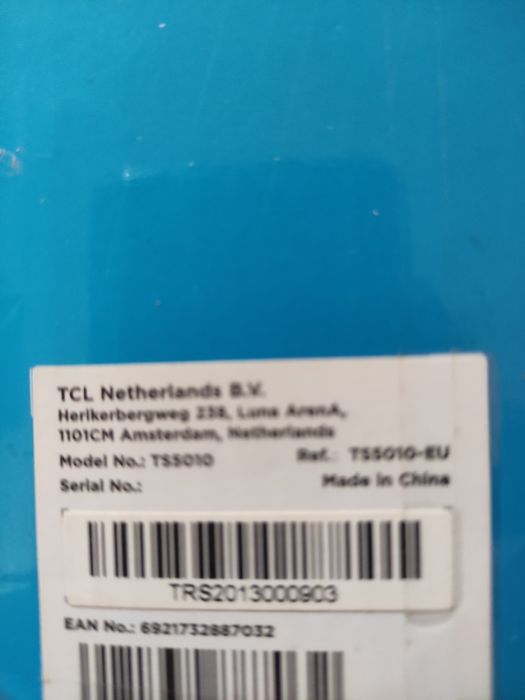 TCL Netherlands B.V.
Herikerbergweg 238, Luna ArenA,
1101CM Amsterdam, Netherlands
Model No.: TS5010 Ref.: TS5010-EU
Serial No.: Made in China
TRS2013000903
EAN No.: 6921732887032